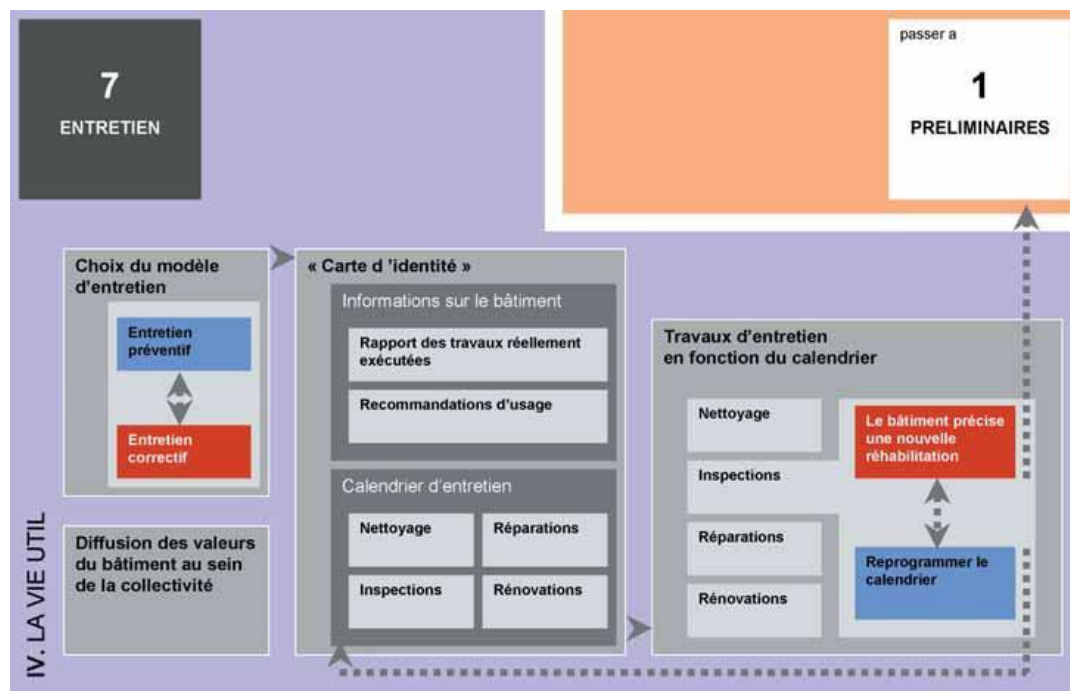 7
ENTRETIEN
passer a
1
PRELIMINAIRES
Choix du modèle
d'entretien
Entretien
préventif
Entretien
correctif
Diffusion des valeurs
du bâtiment au sein
de la collectivité
« Carte d 'identité »
Informations sur le bâtiment
Rapport des travaux réellement
exécutées
Recommandations d'usage
Calendrier d'entretien
Nettoyage
Réparations
Inspections
Rénovations
Travaux d'entretien
en fonction du calendrier
Nettoyage
Inspections
Réparations
Rénovations
Le bâtiment précise
une nouvelle
réhabilitation
Reprogrammer le
calendrier
IV. LA VIE UTIL